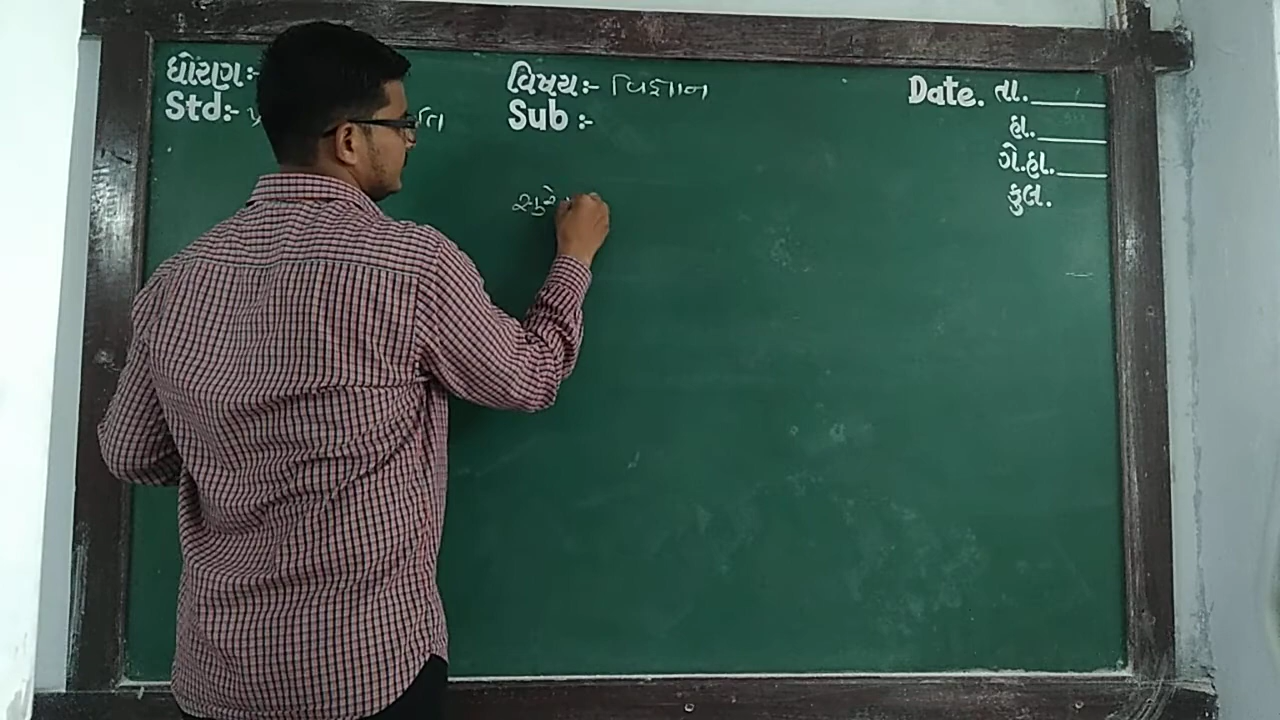 ધોરણ:- વિષય:- વિજ્ઞાન Date. તા.
Std:- Sub :-
હા.
ગે.હા.
કુલ.